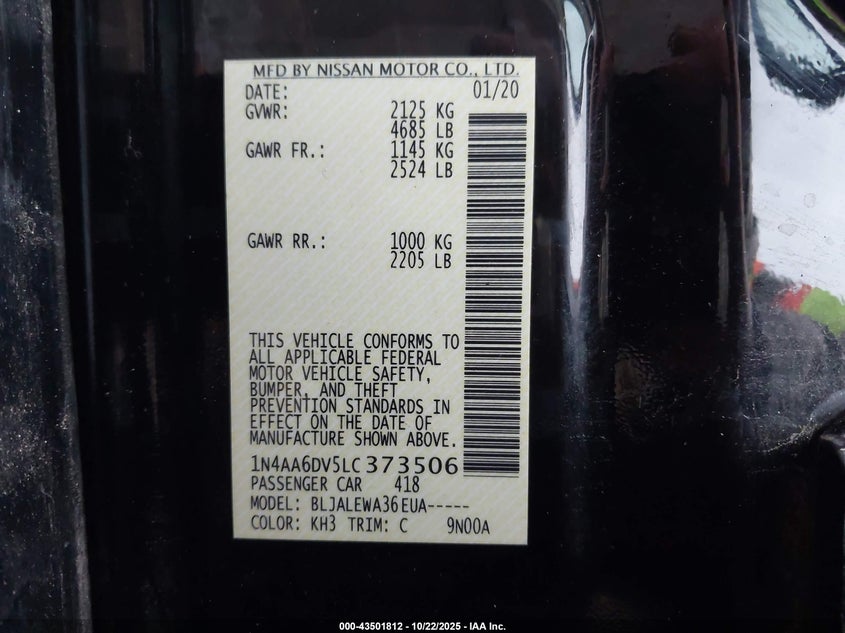 MFD BY NISSAN MOTOR CO., LTD.
DATE: 01/20
GVWR: 2125 KG
4685 LB
GAWR FR.: 1145 KG
2524 LB
GAWR RR.: 1000 KG
2205 LB
THIS VEHICLE CONFORMS TO
ALL APPLICABLE FEDERAL
MOTOR VEHICLE SAFETY,
BUMPER, AND THEFT
PREVENTION STANDARDS IN
EFFECT ON THE DATE OF
MANUFACTURE SHOWN ABOVE.
1N4AA6DV5LC373506
PASSENGER CAR 418
MODEL: BLJALEWA36EUA-----
COLOR: KH3 TRIM: C 9N00A
000-43501812 - 10/22/2025 - IAA Inc.